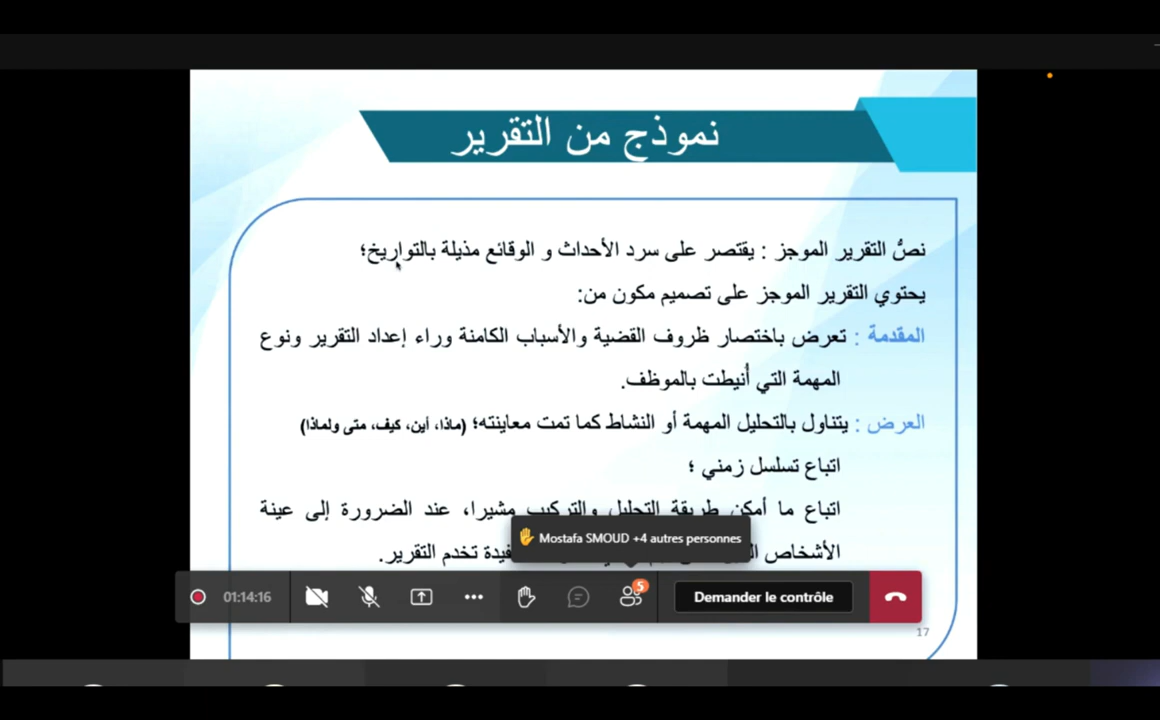 نموذج من التقرير
نصُّ التقرير الموجز : يقتصر على سرد الأحداث و الوقائع مذيلة بالتواريخ؛
يحتوي التقرير الموجز على تصميم مكون من:
المقدمة : تعرض باختصار ظروف القضية والأسباب الكامنة وراء إعداد التقرير ونوع
المهمة التي أُنيطت بالموظف.
العرض : يتناول بالتحليل المهمة أو النشاط كما تمت معاينته؛ (ماذا، أين، كيف، متى ولماذا)
اتباع تسلسل زمني ؛
اتباع ما أمكن طريقة التحليل والتركيب مشيرا، عند الضرورة إلى عينة
Mostafa SMOUD +4 autres personnes
الأشخاص تخدم التقرير.
01:14:16
5
Demander le contrôle
17